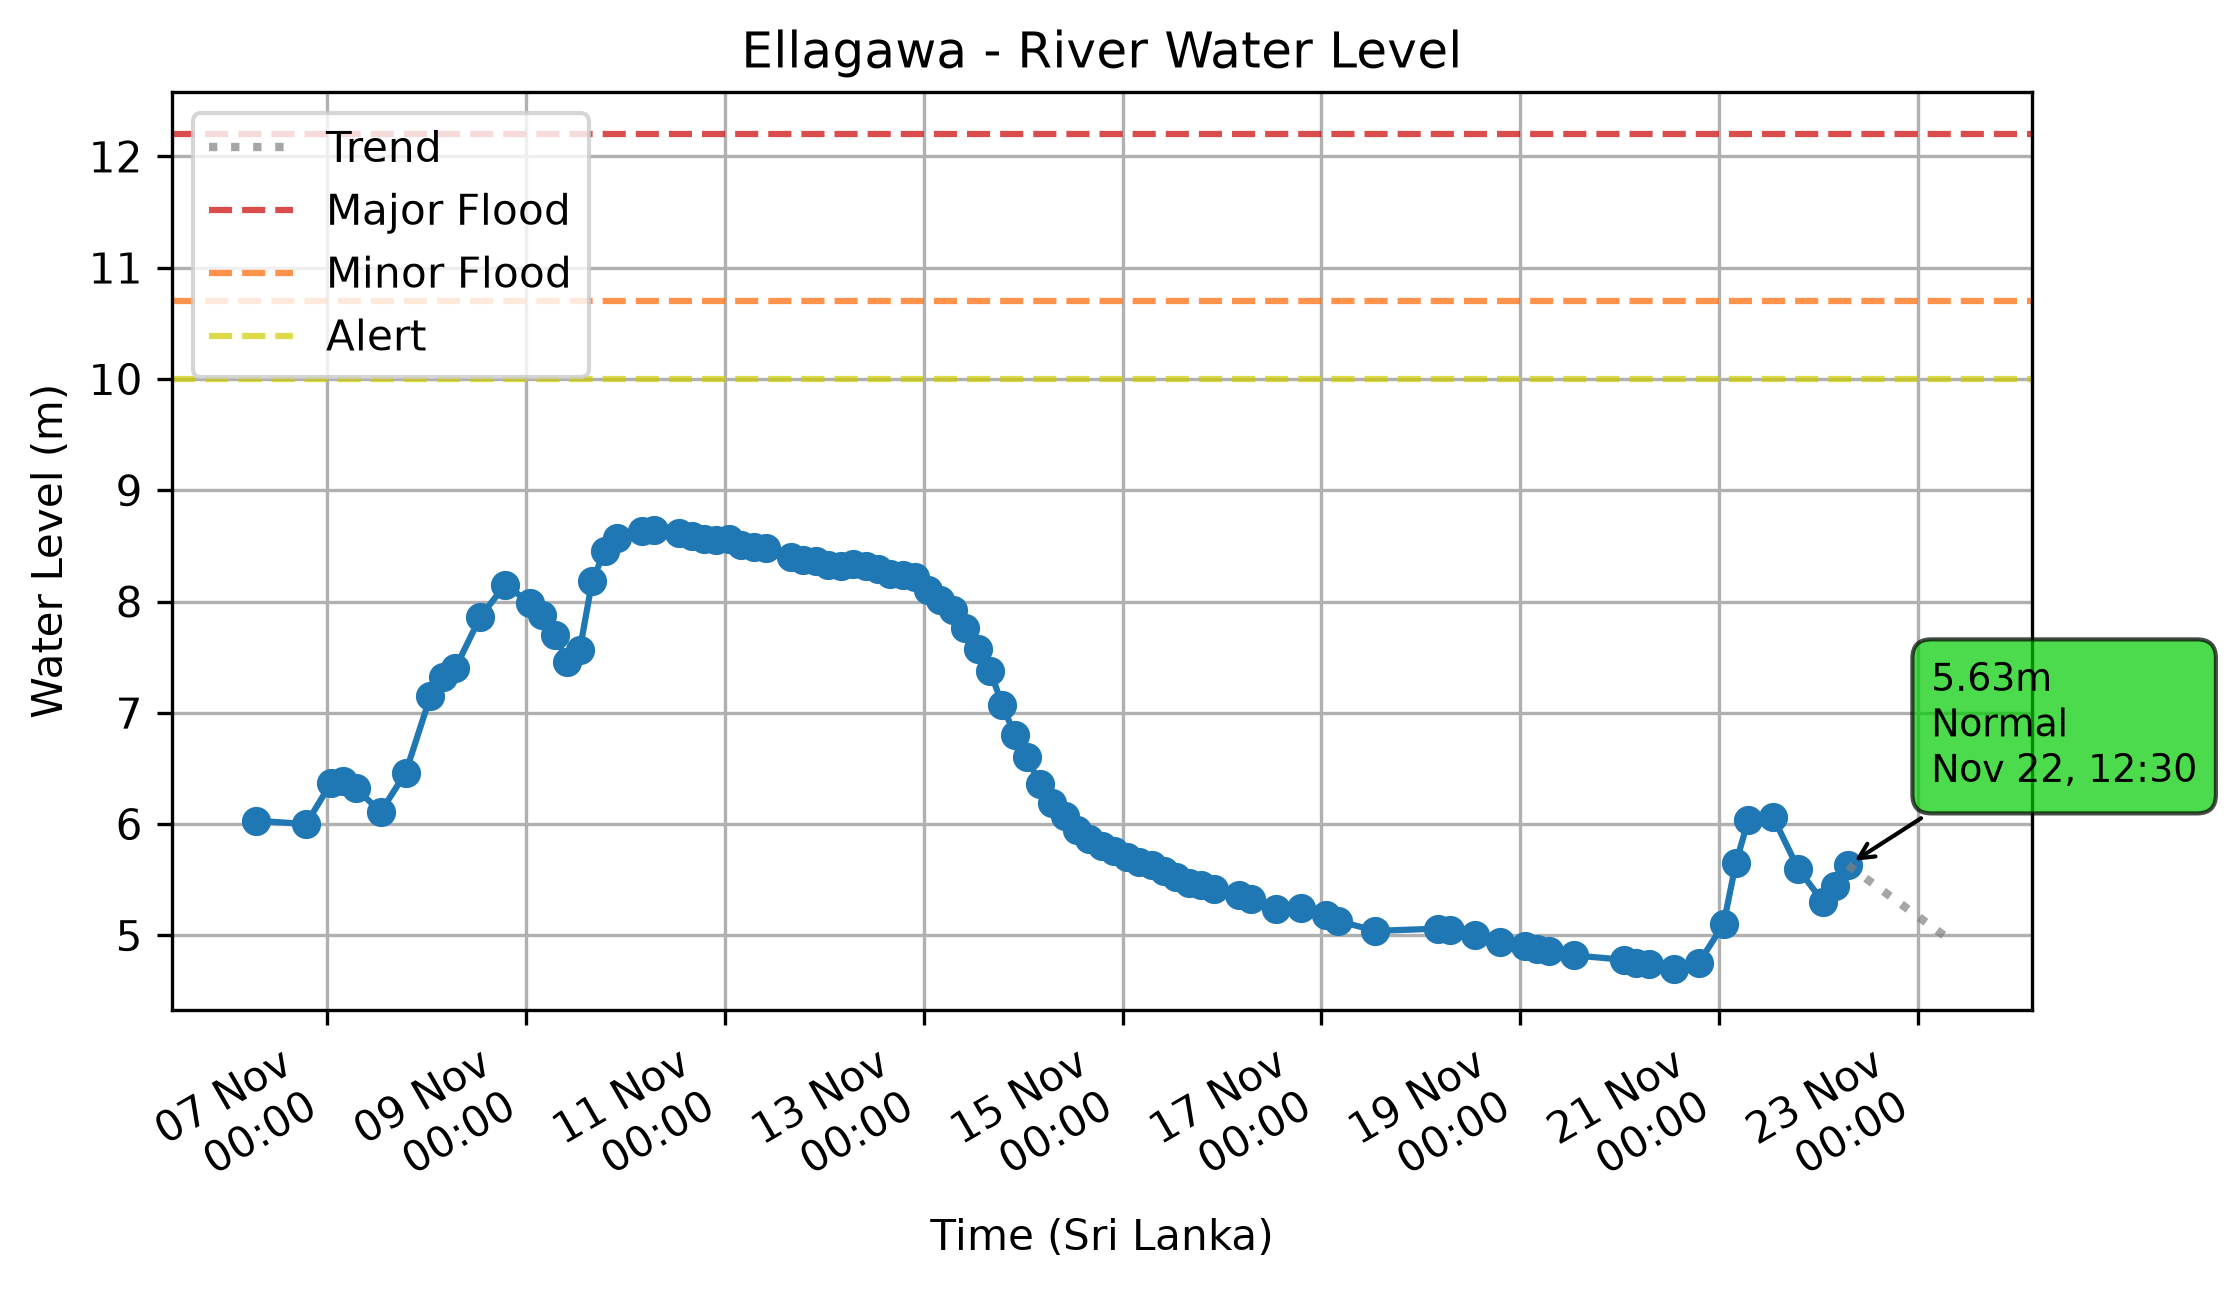 Ellagawa - River Water Level
Trend
Major Flood
Minor Flood
Alert
Water Level (m)
12
11
10
9
8
7
6
5
5.63m
Normal
Nov 22, 12:30
07 Nov
00:00
09 Nov
00:00
11 Nov
00:00
13 Nov
00:00
15 Nov
00:00
17 Nov
00:00
19 Nov
00:00
21 Nov
00:00
23 Nov
00:00
Time (Sri Lanka)